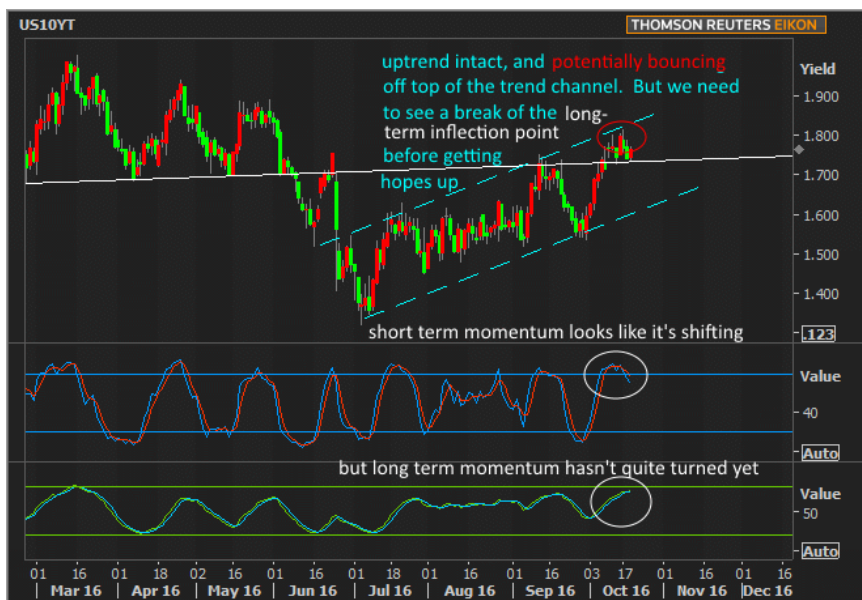 US10YT
THOMSON REUTERS EIKON
uptrend intact, and potentially bouncing
off top of the trend channel. But we need
to see a break of the long-
term inflection point
before getting
hopes up
Yield
1.900
1.800
1.700
1.600
1.500
1.400
.123
short term momentum looks like it's shifting
Value
40
Auto
but long term momentum hasn't quite turned yet
Value
50
Auto
01 16 01 18 02 16 01 16 01 18 01 16 01 16 03 17 01 16 01
Mar 16 Apr 16 May 16 Jun 16 Jul 16 Aug 16 Sep 16 Oct 16 Nov 16 Dec 16